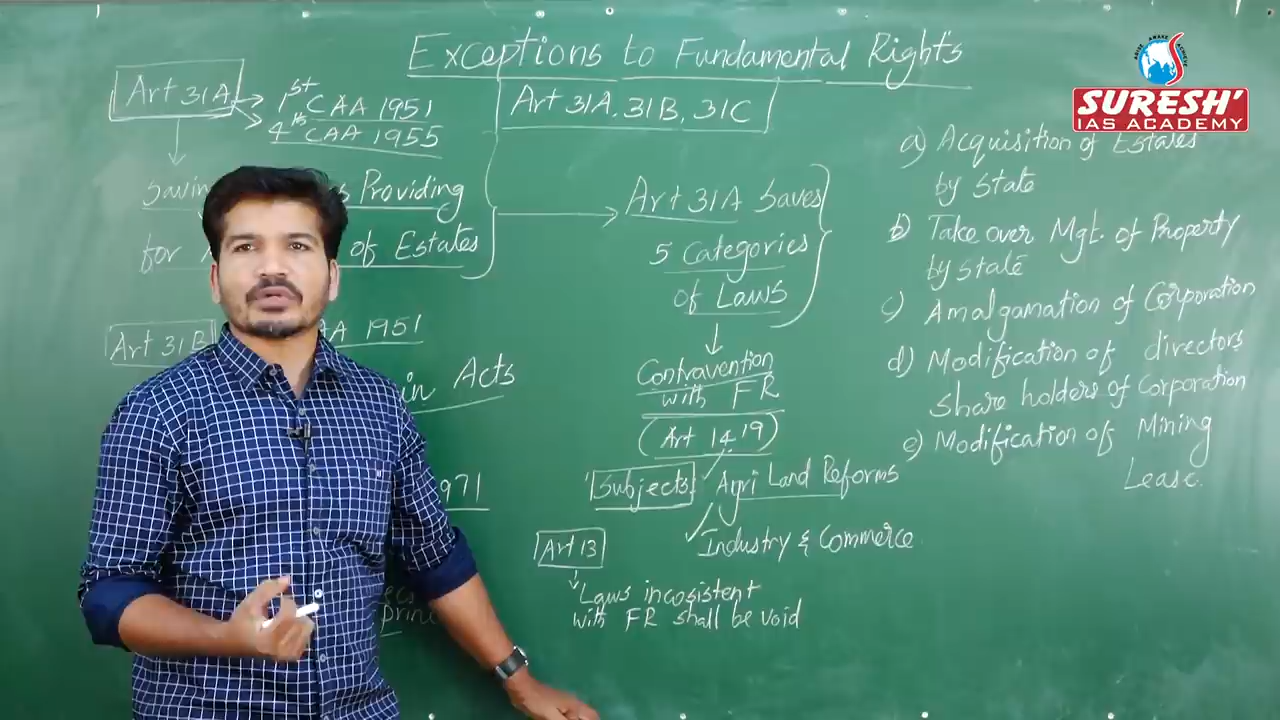 Exceptions to Fundamental Rights
Art 31A, 31B, 31C
Art 31A
1st CAA 1951
4th CAA 1955
Providing
for
of Estates
Art 31B
AA 1951
in Acts
971
Art 31A Saves
5 Categories
of Laws
Contravention
with FR
(Art 14, 19)
Subjects
Agri Land Reforms
Industry & Commerce
Art 13
Laws incosistent
with FR shall be void
a) Acquisition of Estates
by State
b) Take over Mgt. of Property
by state
c) Amalgamation of Corporation
d) Modification of directors
share holders of Corporation
e) Modification of Mining
Lease.
SURESH'
IAS ACADEMY